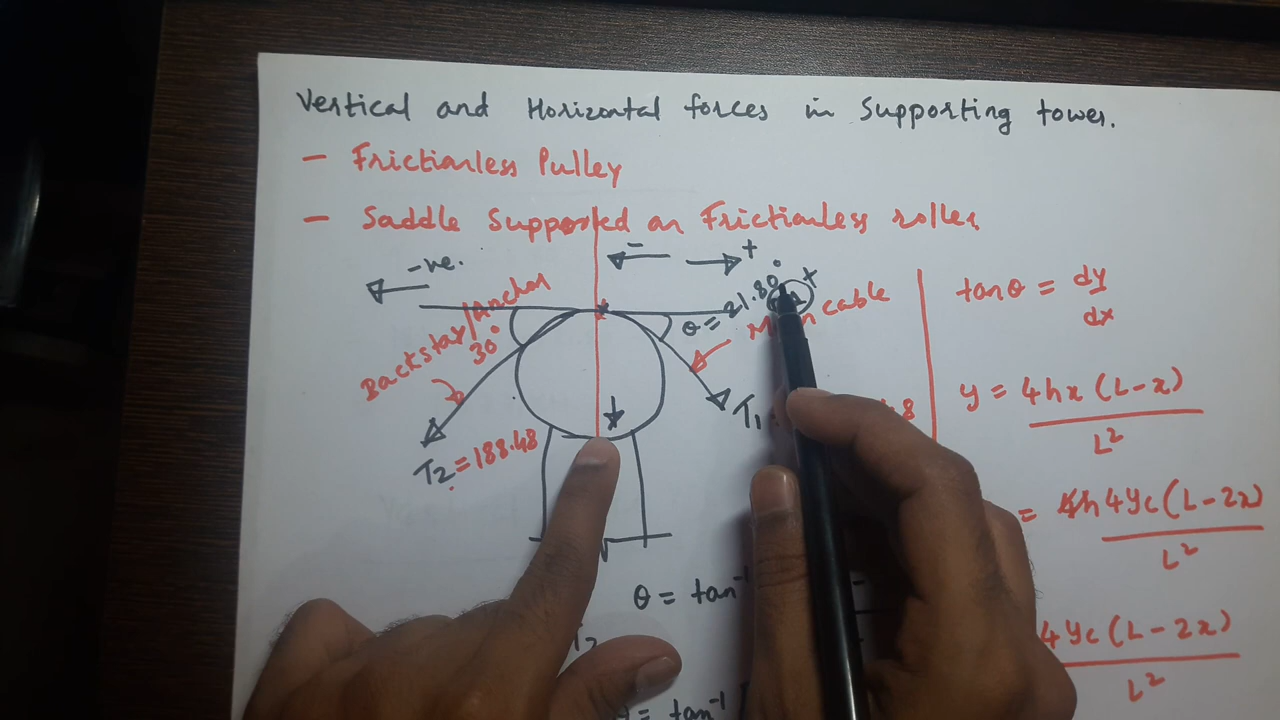 Vertical and Horizontal forces in Supporting tower.
- Frictionless Pulley
- Saddle Supported on Frictionless roller
-ve.
- +
Backstay/Anchor
30°
θ = 21.80°
+
cable
T1
T2 = 188.48
tanθ = dy/dx
y = 4hx (L-x)
L²
= 4yc (L-2x)
L²
θ = tan⁻¹
4yc (L-2x)
L²
tan⁻¹